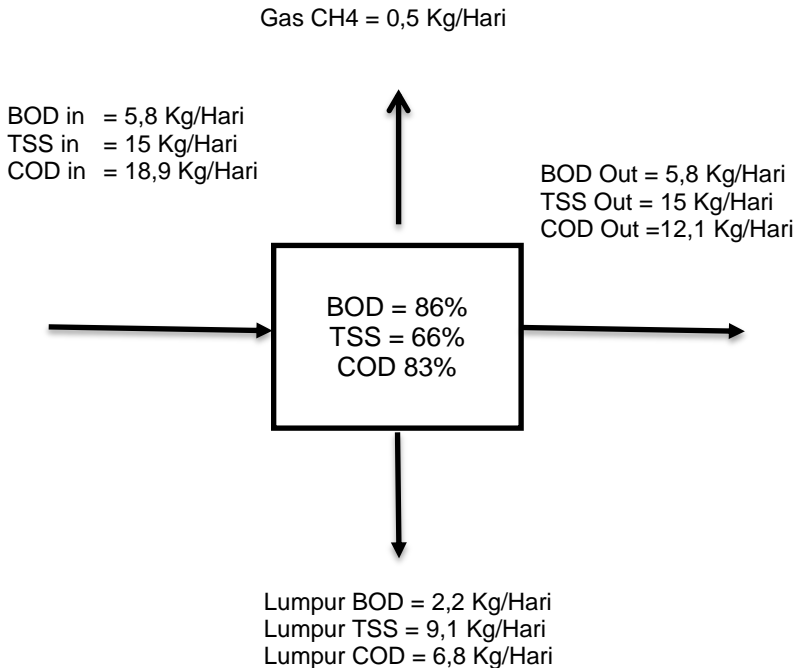 Gas CH4 = 0,5 Kg/Hari
BOD in = 5,8 Kg/Hari
TSS in = 15 Kg/Hari
COD in = 18,9 Kg/Hari
BOD Out = 5,8 Kg/Hari
TSS Out = 15 Kg/Hari
COD Out =12,1 Kg/Hari
BOD = 86%
TSS = 66%
COD 83%
Lumpur BOD = 2,2 Kg/Hari
Lumpur TSS = 9,1 Kg/Hari
Lumpur COD = 6,8 Kg/Hari